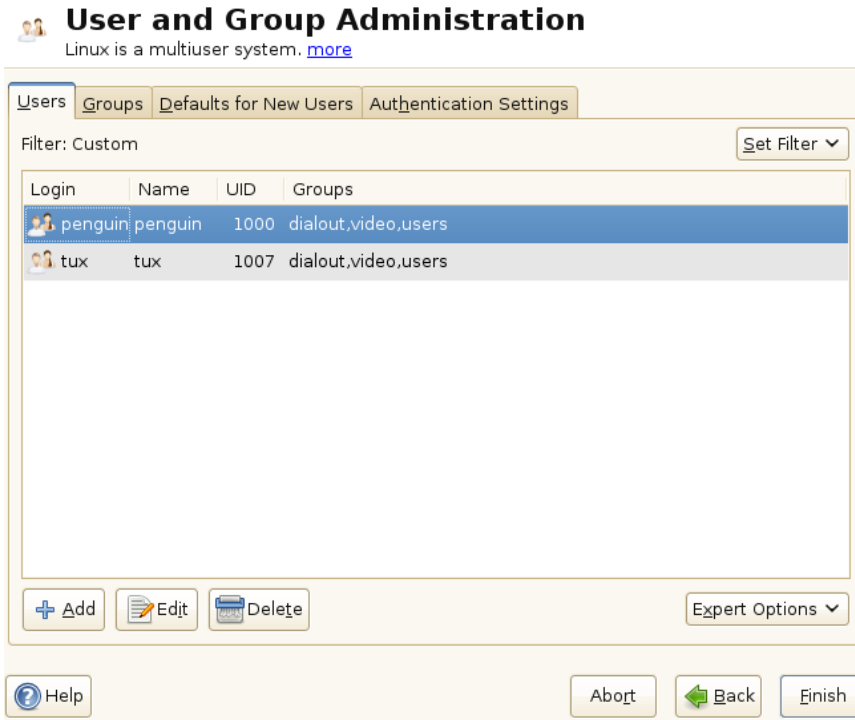 User and Group Administration
Linux is a multiuser system. more
Users Groups Defaults for New Users Authentication Settings
Filter: Custom Set Filter
Login Name UID Groups
penguin penguin 1000 dialout,video,users
tux tux 1007 dialout,video,users
Add Edit Delete Expert Options
Help Abort Back Finish